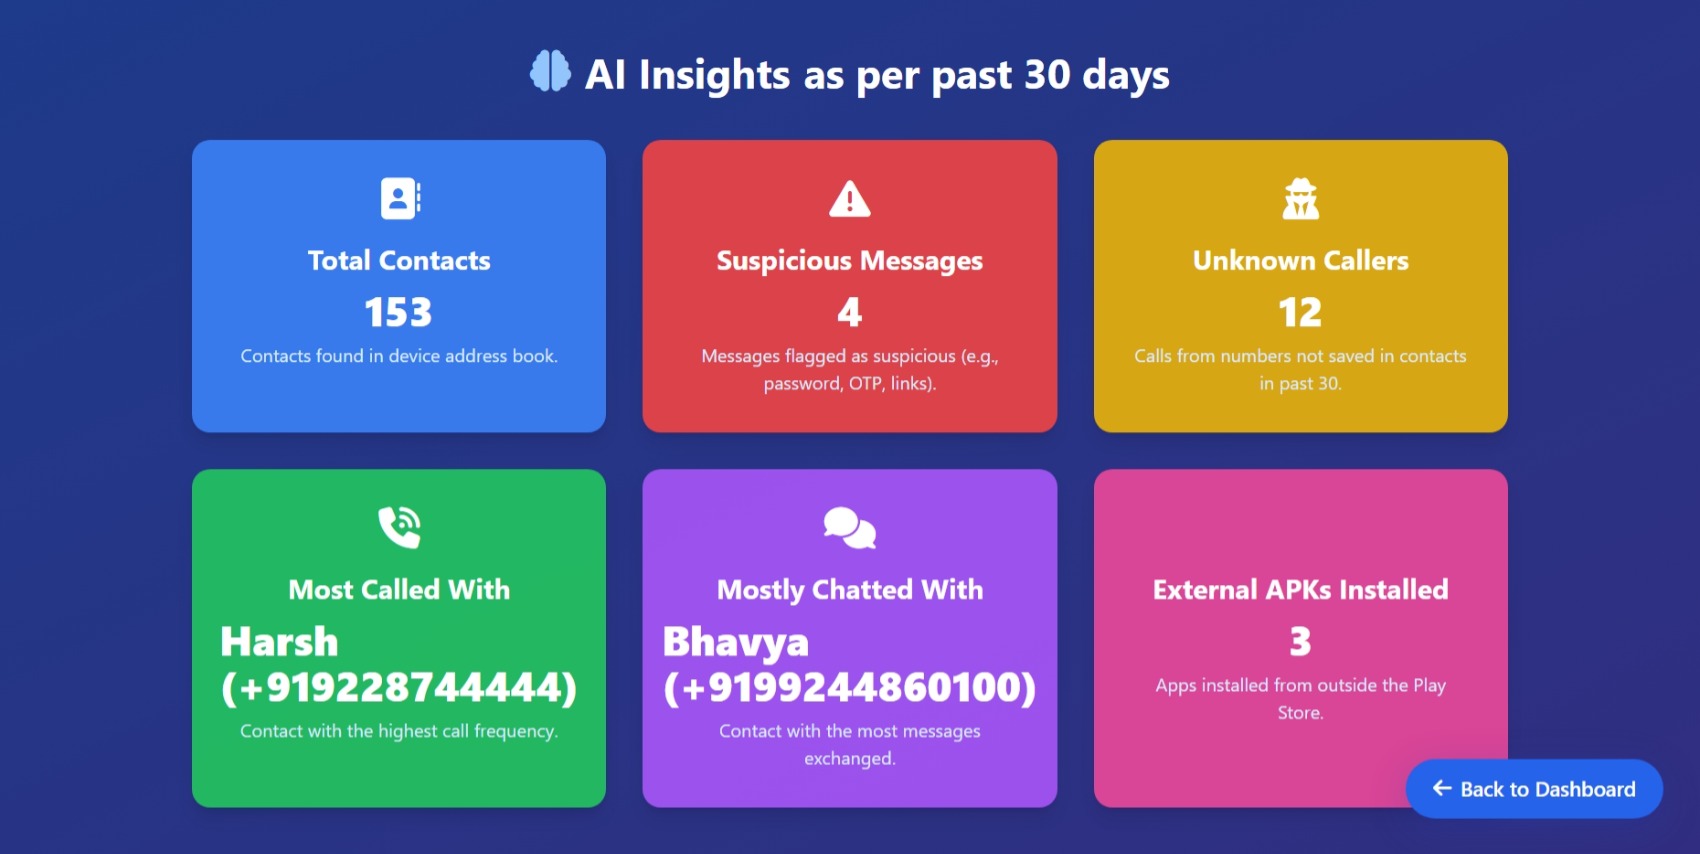 AI Insights as per past 30 days
Total Contacts
153
Contacts found in device address book.
Suspicious Messages
4
Messages flagged as suspicious (e.g.,
password, OTP, links).
Unknown Callers
12
Calls from numbers not saved in contacts
in past 30.
Most Called With
Harsh
(+919228744444)
Contact with the highest call frequency.
Mostly Chatted With
Bhavya
(+9199244860100)
Contact with the most messages
exchanged.
External APKs Installed
3
Apps installed from outside the Play
Store.
Back to Dashboard